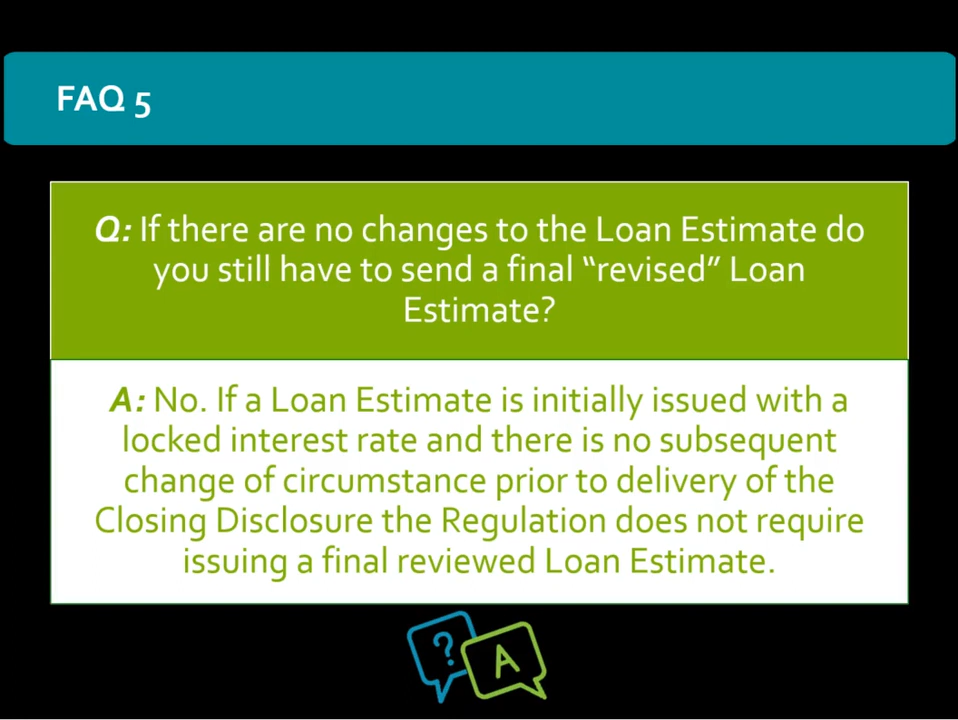 FAQ 5
Q: If there are no changes to the Loan Estimate do
you still have to send a final “revised” Loan
Estimate?
A: No. If a Loan Estimate is initially issued with a
locked interest rate and there is no subsequent
change of circumstance prior to delivery of the
Closing Disclosure the Regulation does not require
issuing a final reviewed Loan Estimate.
? A